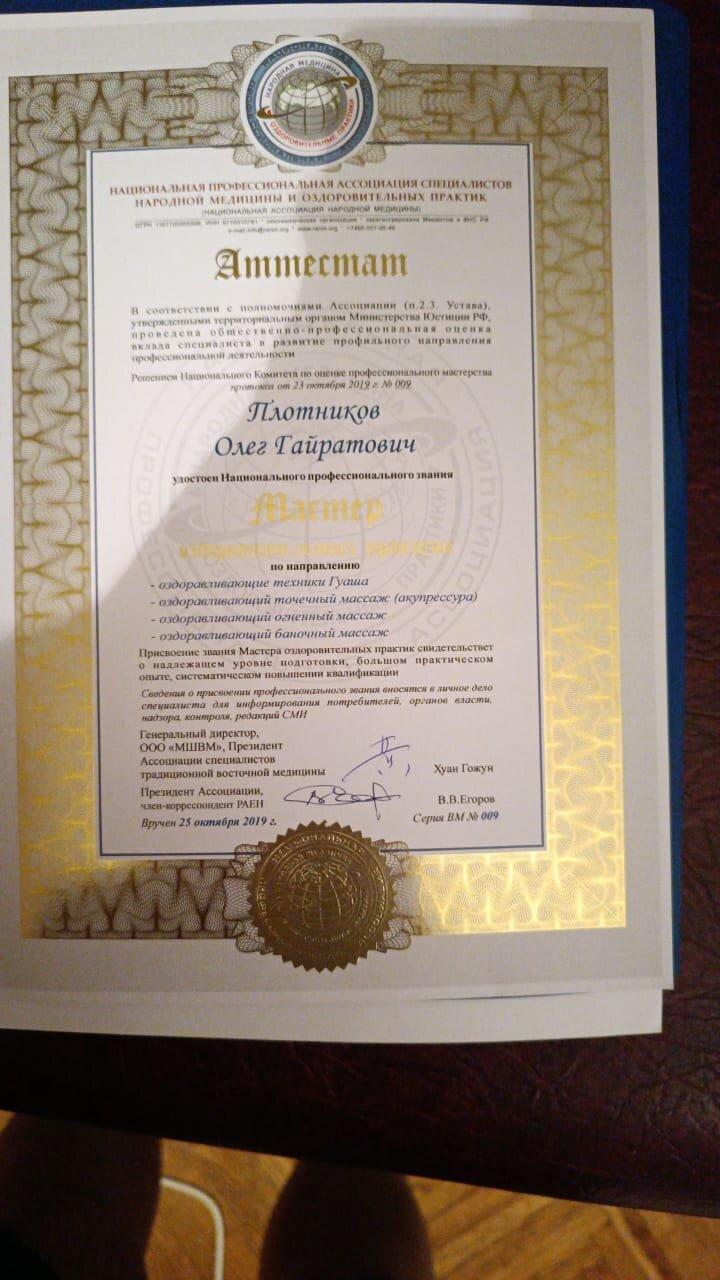 НАРОДНАЯ МЕДИЦИНА
ОЗДОРОВИТЕЛЬНЫЕ ПРАКТИКИ
НАЦИОНАЛЬНАЯ ПРОФЕССИОНАЛЬНАЯ АССОЦИАЦИЯ СПЕЦИАЛИСТОВ
НАРОДНОЙ МЕДИЦИНЫ И ОЗДОРОВИТЕЛЬНЫХ ПРАКТИК
(НАЦИОНАЛЬНАЯ АССОЦИАЦИЯ НАРОДНОЙ МЕДИЦИНЫ)
Аттестат
В соответствии с полномочиями Ассоциации (п.2.3. Устава),
утвержденными территориальным органом Министерства Юстиции РФ,
проведена общественно-профессиональная оценка
вклада специалиста в развитие профильного направления
профессиональной деятельности
Решением Национального Комитета по оценке профессионального мастерства
протокол от 23 октября 2019 г. № 009
Плотников
Олег Гайратович
удостоен Национального профессионального звания
Мастер
по направлению
- оздоравливающие техники Гуаша
- оздоравливающий точечный массаж (акупрессура)
- оздоравливающий огненный массаж
- оздоравливающий баночный массаж
Присвоение звания Мастера оздоровительных практик свидетельствет
о надлежащем уровне подготовки, большом практическом
опыте, систематическом повышении квалификации
Сведения о присвоении профессионального звания вносятся в личное дело
специалиста для информирования потребителей, органов власти,
надзора, контроля, редакций СМИ
Генеральный директор,
ООО «МШВМ», Президент
Ассоциации специалистов
традиционной восточной медицины Хуан Гожун
Президент Ассоциации,
член-корреспондент РАЕН В.В.Егоров
Вручен 25 октября 2019 г. Серия ВМ № 009